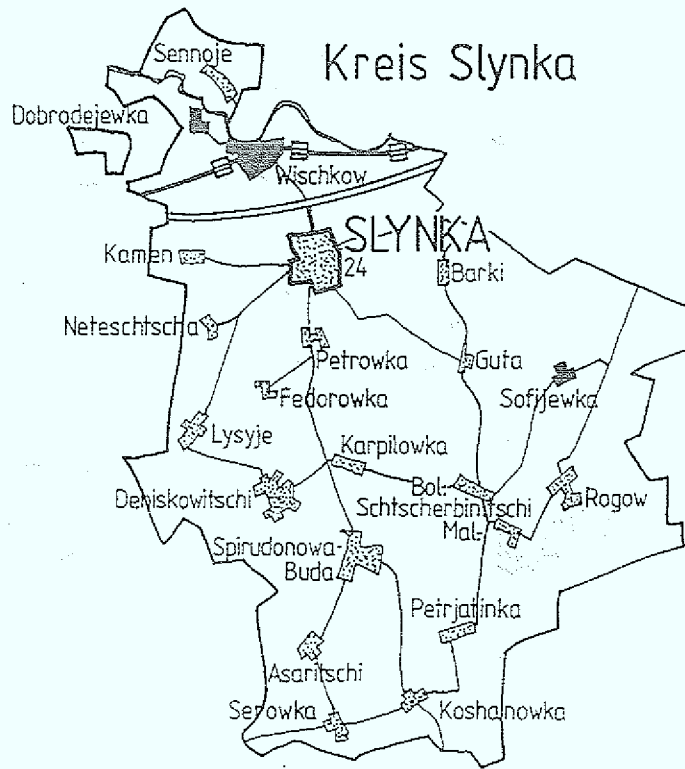 Kreis Slynka
Sennoje
Dobrodejewka
Wischkow
SLYNKA
24
Kamen
Barki
Neteschtscha
Petrowka
Guta
Fedorowka
Sofijewka
Lysyje
Karpilowka
Deniskowitschi
Bol.-
Schtscherbinitschi
Mal.-
Rogow
Spirudonowa-
Buda
Petrjatinka
Asaritschi
Serowka
Koshanowka